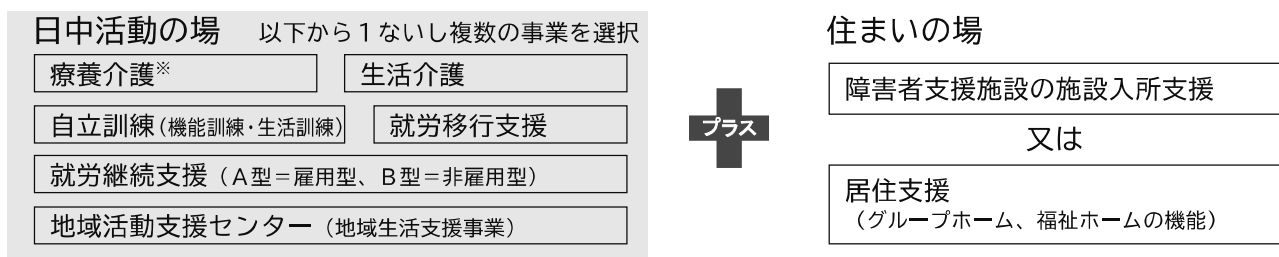 日中活動の場 以下から1ないし複数の事業を選択
療養介護※
生活介護
自立訓練(機能訓練・生活訓練)
就労移行支援
就労継続支援(A型=雇用型、B型=非雇用型)
地域活動支援センター(地域生活支援事業)
プラス
住まいの場
障害者支援施設の施設入所支援
又は
居住支援
(グループホーム、福祉ホームの機能)